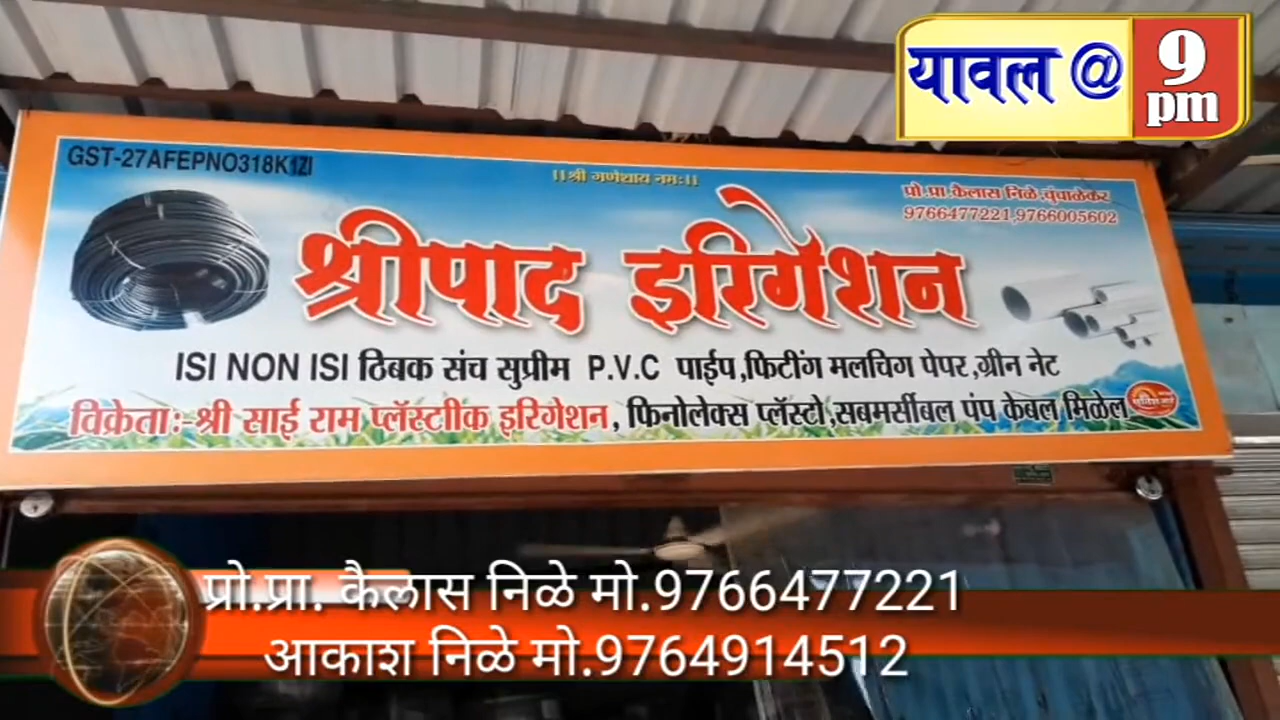 यावल @ 9 pm
GST-27AFEPNO318K1ZI
।।श्री गणेशाय नमः।।
प्रो.प्रा.कैलास निळे,चुंचाळेकर
9766477221,9766005602
श्रीपाद इरिगेशन
ISI NON ISI ठिबक संच सुप्रीम P.V.C पाईप,फिटींग मलचिग पेपर,ग्रीन नेट
विक्रेताः-श्री साई राम प्लॅस्टाीक इरिगेशन, फिनोलेक्स प्लॅस्टो,सबमर्सीबल पंप केबल मिळेल
प्रो.प्रा. कैलास निळे मो.9766477221
आकाश निळे मो.9764914512